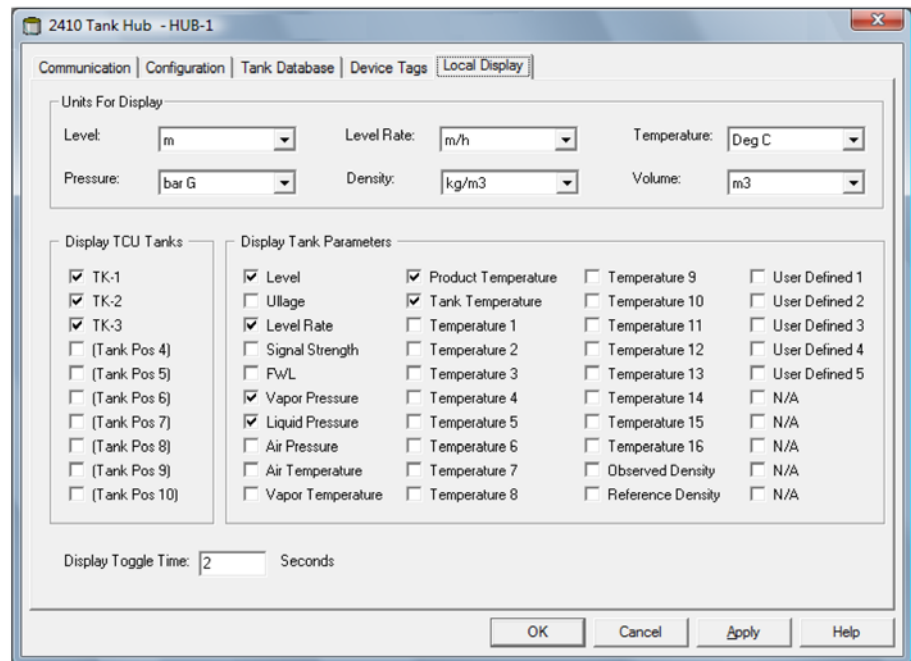 2410 Tank Hub - HUB-1
Communication Configuration Tank Database Device Tags Local Display
Units For Display
Level: m Level Rate: m/h Temperature: Deg C
Pressure: bar G Density: kg/m3 Volume: m3
Display TCU Tanks Display Tank Parameters
TK-1 Level Product Temperature Temperature 9 User Defined 1
TK-2 Ullage Tank Temperature Temperature 10 User Defined 2
TK-3 Level Rate Temperature 1 Temperature 11 User Defined 3
(Tank Pos 4) Signal Strength Temperature 2 Temperature 12 User Defined 4
(Tank Pos 5) FWL Temperature 3 Temperature 13 User Defined 5
(Tank Pos 6) Vapor Pressure Temperature 4 Temperature 14 N/A
(Tank Pos 7) Liquid Pressure Temperature 5 Temperature 15 N/A
(Tank Pos 8) Air Pressure Temperature 6 Temperature 16 N/A
(Tank Pos 9) Air Temperature Temperature 7 Observed Density N/A
(Tank Pos 10) Vapor Temperature Temperature 8 Reference Density N/A
Display Toggle Time: 2 Seconds
OK Cancel Apply Help